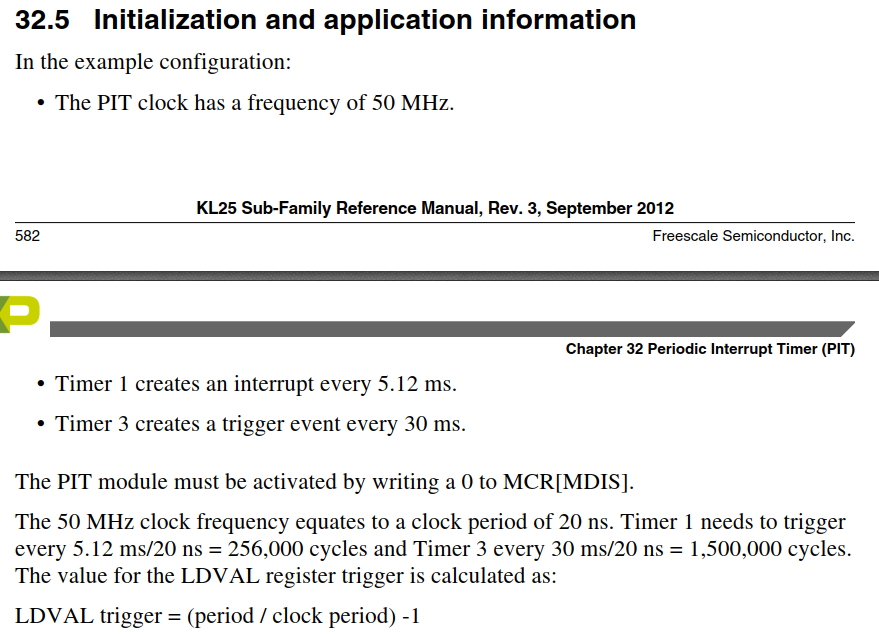 32.5 Initialization and application information
In the example configuration:
• The PIT clock has a frequency of 50 MHz.
KL25 Sub-Family Reference Manual, Rev. 3, September 2012
582 Freescale Semiconductor, Inc.
Chapter 32 Periodic Interrupt Timer (PIT)
• Timer 1 creates an interrupt every 5.12 ms.
• Timer 3 creates a trigger event every 30 ms.
The PIT module must be activated by writing a 0 to MCR[MDIS].
The 50 MHz clock frequency equates to a clock period of 20 ns. Timer 1 needs to trigger
every 5.12 ms/20 ns = 256,000 cycles and Timer 3 every 30 ms/20 ns = 1,500,000 cycles.
The value for the LDVAL register trigger is calculated as:
LDVAL trigger = (period / clock period) -1